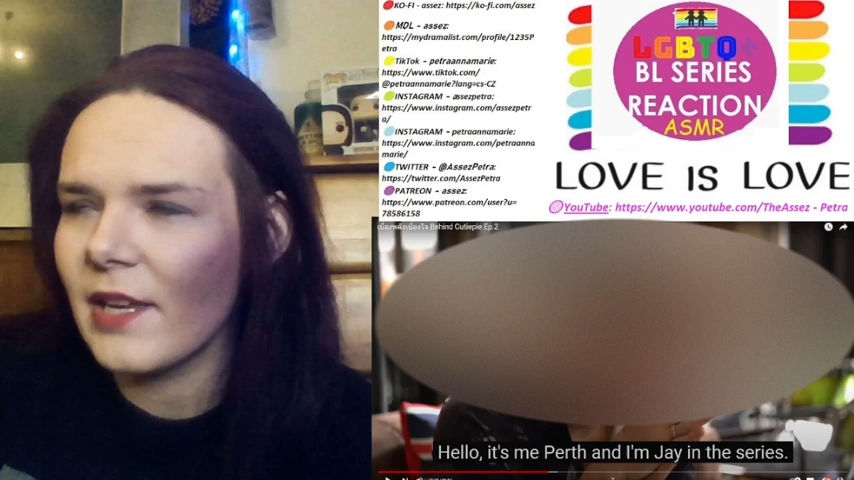 KO-FI - assez: https://ko-fi.com/assez
MDL - assez:
https://mydramalist.com/profile/1235P
etra
TikTok - petraannamarie:
https://www.tiktok.com/
@petraannamarie?lang=cs-CZ
INSTAGRAM - assezpetra:
https://www.instagram.com/assezpetr
a/
INSTAGRAM - petraannamarie:
https://www.instagram.com/petraanna
marie/
TWITTER - @AssezPetra:
https://twitter.com/AssezPetra
PATREON - assez:
https://www.patreon.com/user?u=
78586158
LGBTQ+
BL SERIES
REACTION
ASMR
LOVE IS LOVE
YouTube: https://www.youtube.com/TheAssez - Petra
Behind Cutiepie Ep.2
Hello, it's me Perth and I'm Jay in the series.